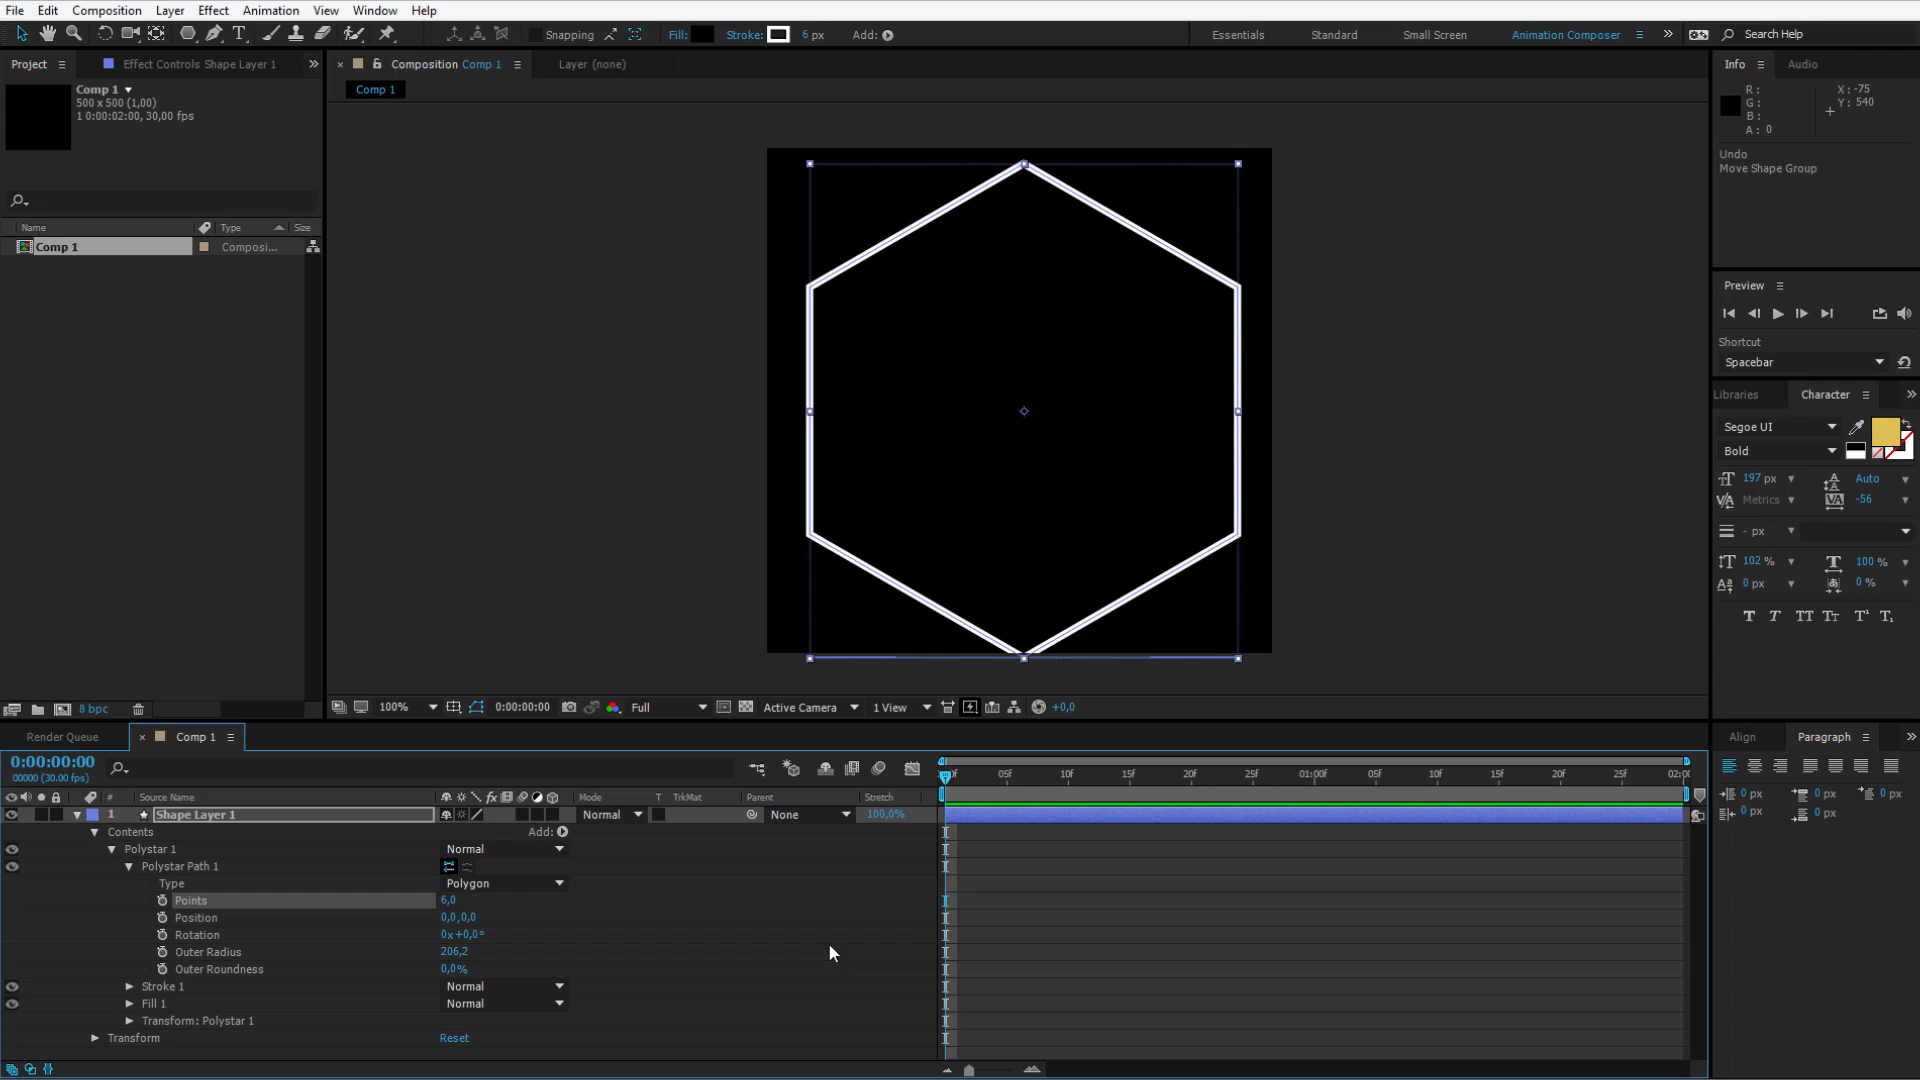 File Edit Composition Layer Effect Animation View Window Help
Snapping Fill: Stroke: 6 px Add: Essentials Standard Small Screen Animation Composer Search Help
Project Effect Controls Shape Layer 1 Composition Comp 1 Layer (none) Info Audio
Comp 1
500 x 500 (1,00)
1 0:00:02:00, 30,00 fps
Comp 1
R:
G:
B:
A: 0
X: -75
Y: 540
Undo
Move Shape Group
Name Type Size
Comp 1 Composi...
Preview
Shortcut
Spacebar
Libraries Character
Segoe UI
Bold
197 px Auto
Metrics -56
- px
102 % 100 %
0 px 0 %
T T TT Tт T¹ T₁
8 bpc 100% 0:00:00:00 Full Active Camera 1 View +0,0
Render Queue Comp 1 Align Paragraph
0:00:00:00
00000 (30.00 fps)
0f 05f 10f 15f 20f 25f 01:00f 05f 10f 15f 20f 25f 02:00
0 px 0 px 0 px
0 px 0 px
# Source Name fx Mode T TrkMat Parent Stretch
1 Shape Layer 1 Normal None 100,0%
Contents Add:
Polystar 1 Normal
Polystar Path 1
Type Polygon
Points 6,0
Position 0,0,0,0
Rotation 0x+0,0°
Outer Radius 206,2
Outer Roundness 0,0%
Stroke 1 Normal
Fill 1 Normal
Transform: Polystar 1
Transform Reset